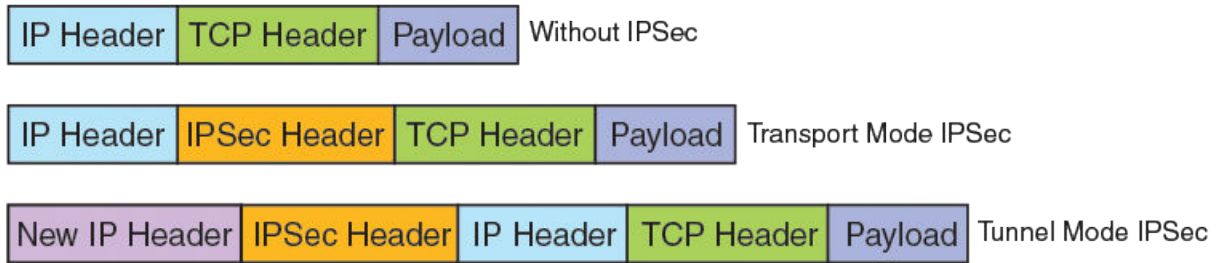 IP Header TCP Header Payload Without IPSec
IP Header IPSec Header TCP Header Payload Transport Mode IPSec
New IP Header IPSec Header IP Header TCP Header Payload Tunnel Mode IPSec